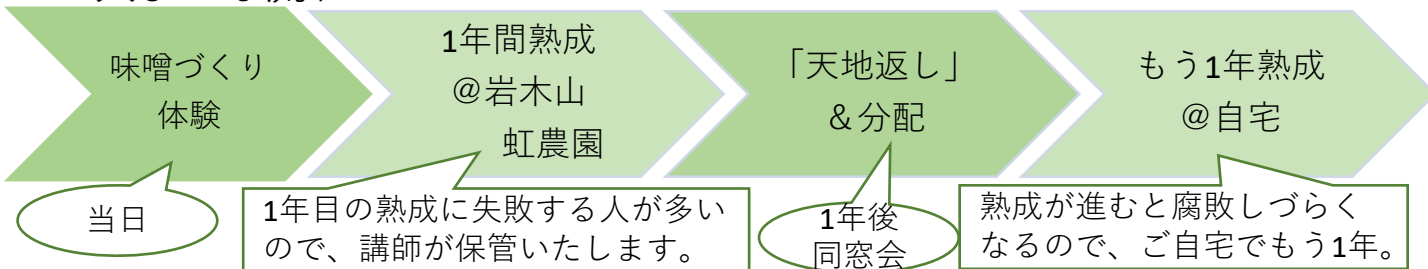 味噌づくり
体験
1年間熟成
@岩木山
虹農園
「天地返し」
&分配
もう1年熟成
@自宅
当日
1年目の熟成に失敗する人が多い
ので、講師が保管いたします。
1年後
同窓会
熟成が進むと腐敗しづらく
なるので、ご自宅でもう1年。